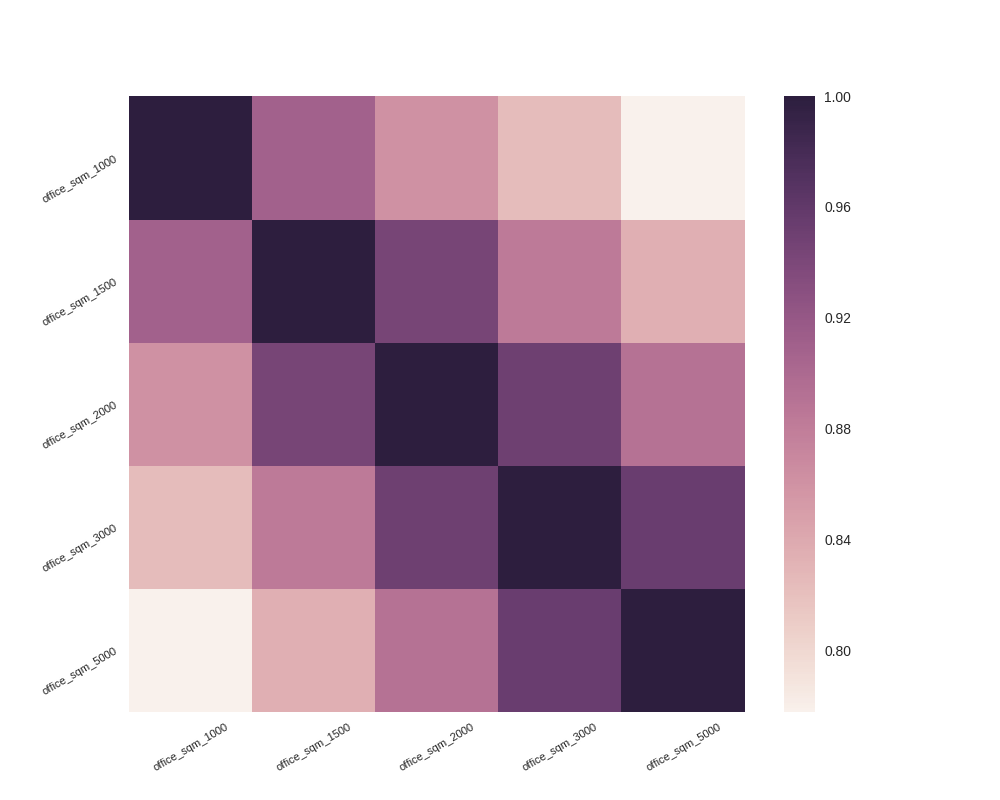 office_sqm_1000
office_sqm_1500
office_sqm_2000
office_sqm_3000
office_sqm_5000
office_sqm_1000
office_sqm_1500
office_sqm_2000
office_sqm_3000
office_sqm_5000
1.00
0.96
0.92
0.88
0.84
0.80